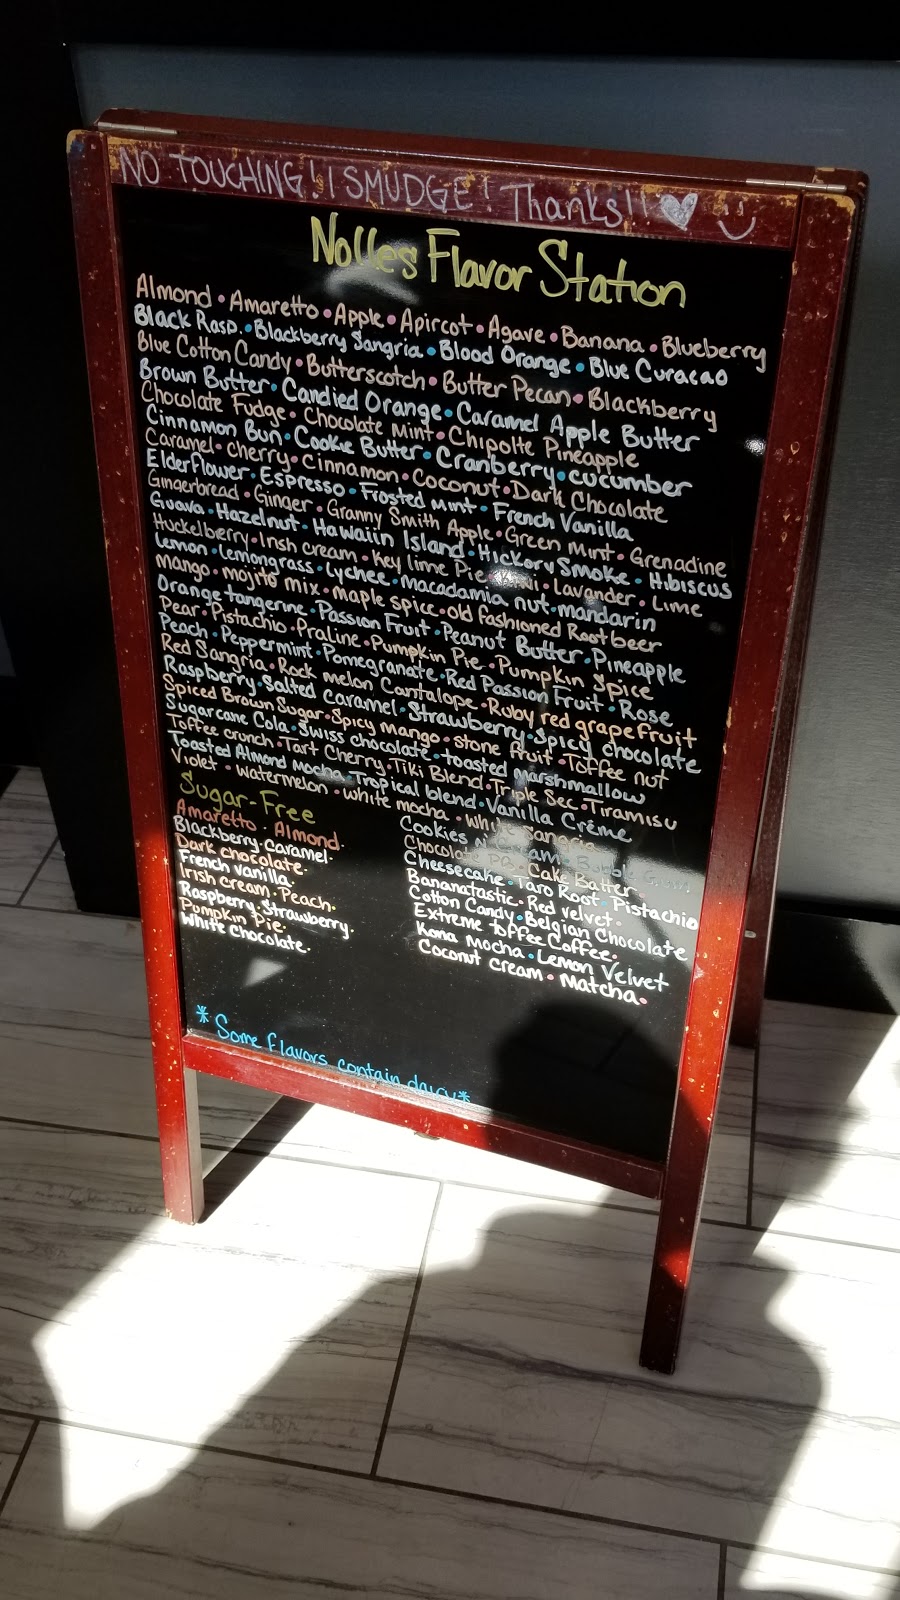 NO TOUCHING! I SMUDGE! Thanks!!
Nolles Flavor Station
Almond • Amaretto • Apple • Apircot • Agave • Banana • Blueberry
Black Rasp. • Blackberry Sangria • Blood Orange • Blue Curacao
Blue Cotton Candy • Butterscotch • Butter Pecan • Blackberry
Brown Butter • Candied Orange • Caramel Apple Butter
Chocolate Fudge • Chocolate Mint • Chipolte Pineapple
Cinnamon Bun • Cookie Butter • Cranberry • cucumber
Caramel • cherry • Cinnamon • Coconut • Dark Chocolate
Elderflower • Espresso • Frosted Mint • French Vanilla
Gingerbread • Ginger • Granny Smith Apple • Green Mint • Grenadine
Guava • Hazelnut • Hawaiin Island • Hickory Smoke • Hibiscus
Huckelberry • Irish cream • Key lime Pie • • Lavander • Lime
Lemon • Lemongrass • Lychee • macadamia nut • mandarin
mango • mojito mix • maple spice • old fashioned Rootbeer
Orange tangerine • Passion Fruit • Peanut Butter • Pineapple
Pear • Pistachio • Praline • Pumpkin Pie • Pumpkin Spice
Peach • Peppermint • Pomegranate • Red Passion Fruit • Rose
Red Sangria • Rock melon Cantalope • Ruby red grapefruit
Raspberry • Salted Caramel • Strawberry • Spicy chocolate
Spiced Brown Sugar • Spicy mango • stone fruit • Toffee nut
Sugarcane Cola • Swiss chocolate • toasted marshmallow
Toffee crunch • Tart Cherry • Tiki Blend • Triple Sec • Tiramisu
Toasted Almond Mocha • Tropical blend • Vanilla Créme
Violet • watermelon • white mocha • White Sangria
Sugar-Free
Amaretto • Almond
Blackberry • Caramel •
Dark chocolate •
French vanilla •
Irish cream • Peach •
Raspberry • Strawberry •
Pumpkin Pie •
White chocolate •
Cookies n Cream • Bubble Gum
Chocolate PB • Cake Batter •
Cheesecake • Taro Root • Pistachio
Bananatastic • Red velvet •
Cotton Candy • Belgian Chocolate
Extreme toffee Coffee •
Kona Mocha • Lemon Velvet
Coconut cream • Matcha •
* Some flavors contain dairy *